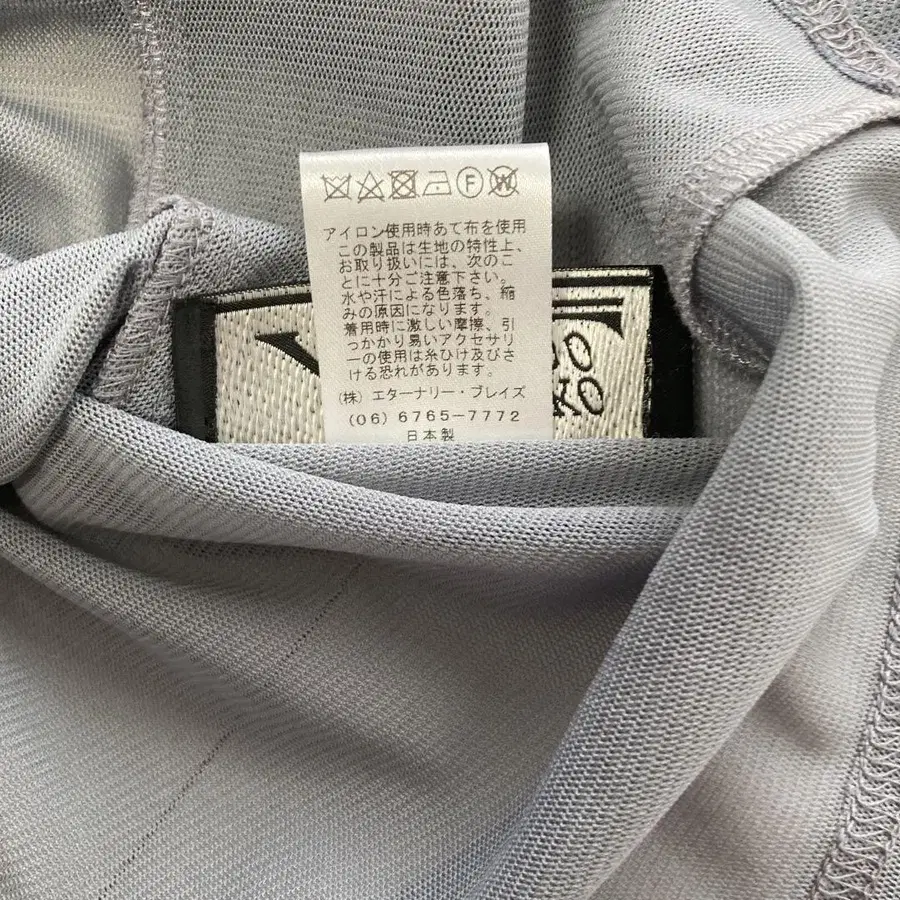 F W
アイロン使用時あて布を使用
この製品は生地の特性上、
お取り扱いには、次のこ
とに十分ご注意下さい。
水や汗による色落ち、縮
みの原因になります。
着用時に激しい摩擦、引
っかかり易いアクセサリ
ーの使用は糸ひけ及びさ
ける恐れがあります。
(株) エターナリー・ブレイズ
(06) 6765-7772
日本製